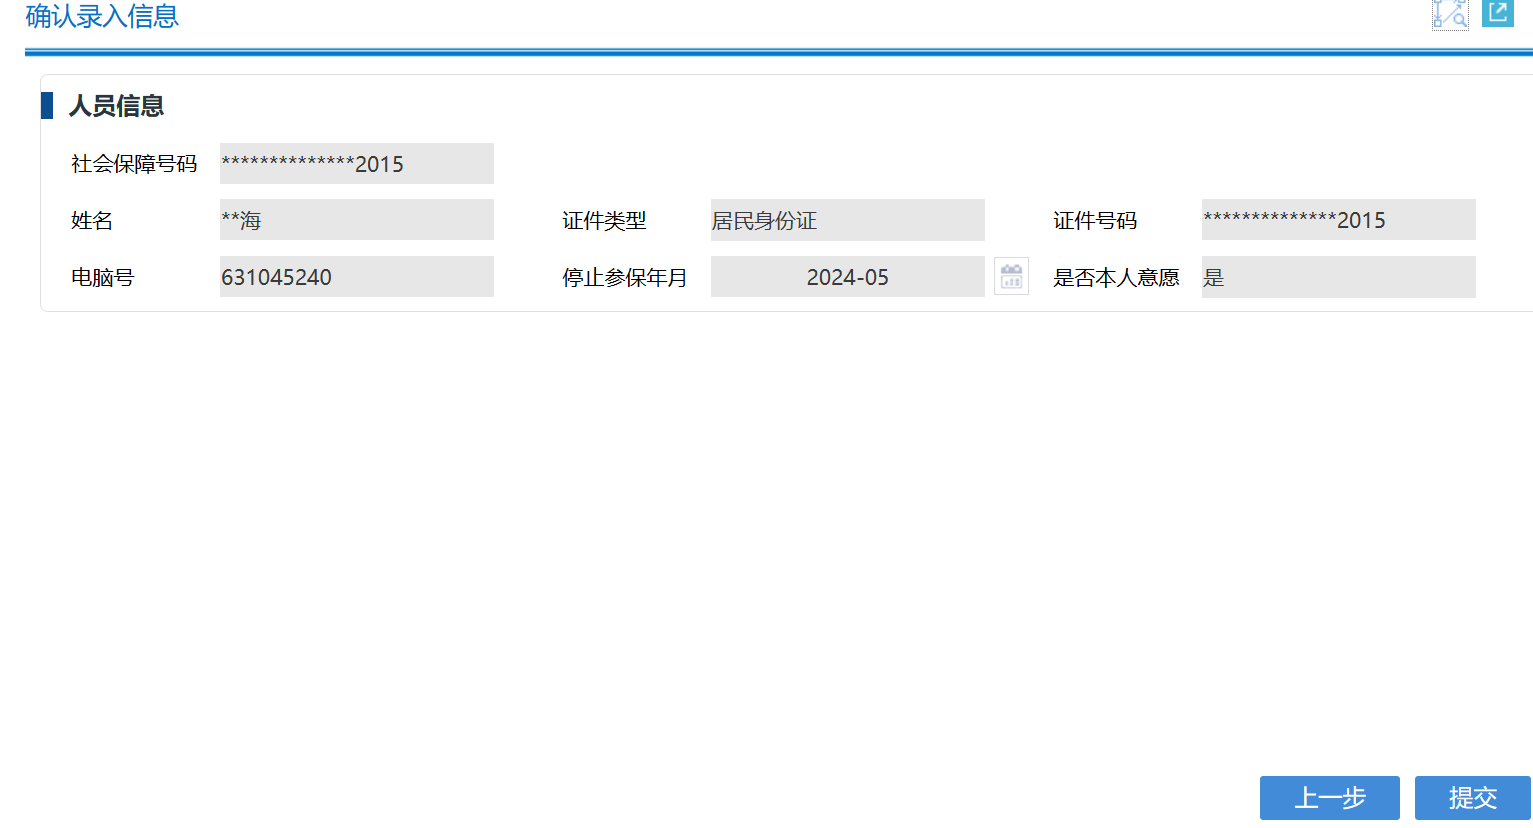 确认录入信息
人员信息
社会保障号码 **************2015
姓名 **海 证件类型 居民身份证 证件号码 **************2015
电脑号 631045240 停止参保年月 2024-05 是否本人意愿 是
上一步 提交